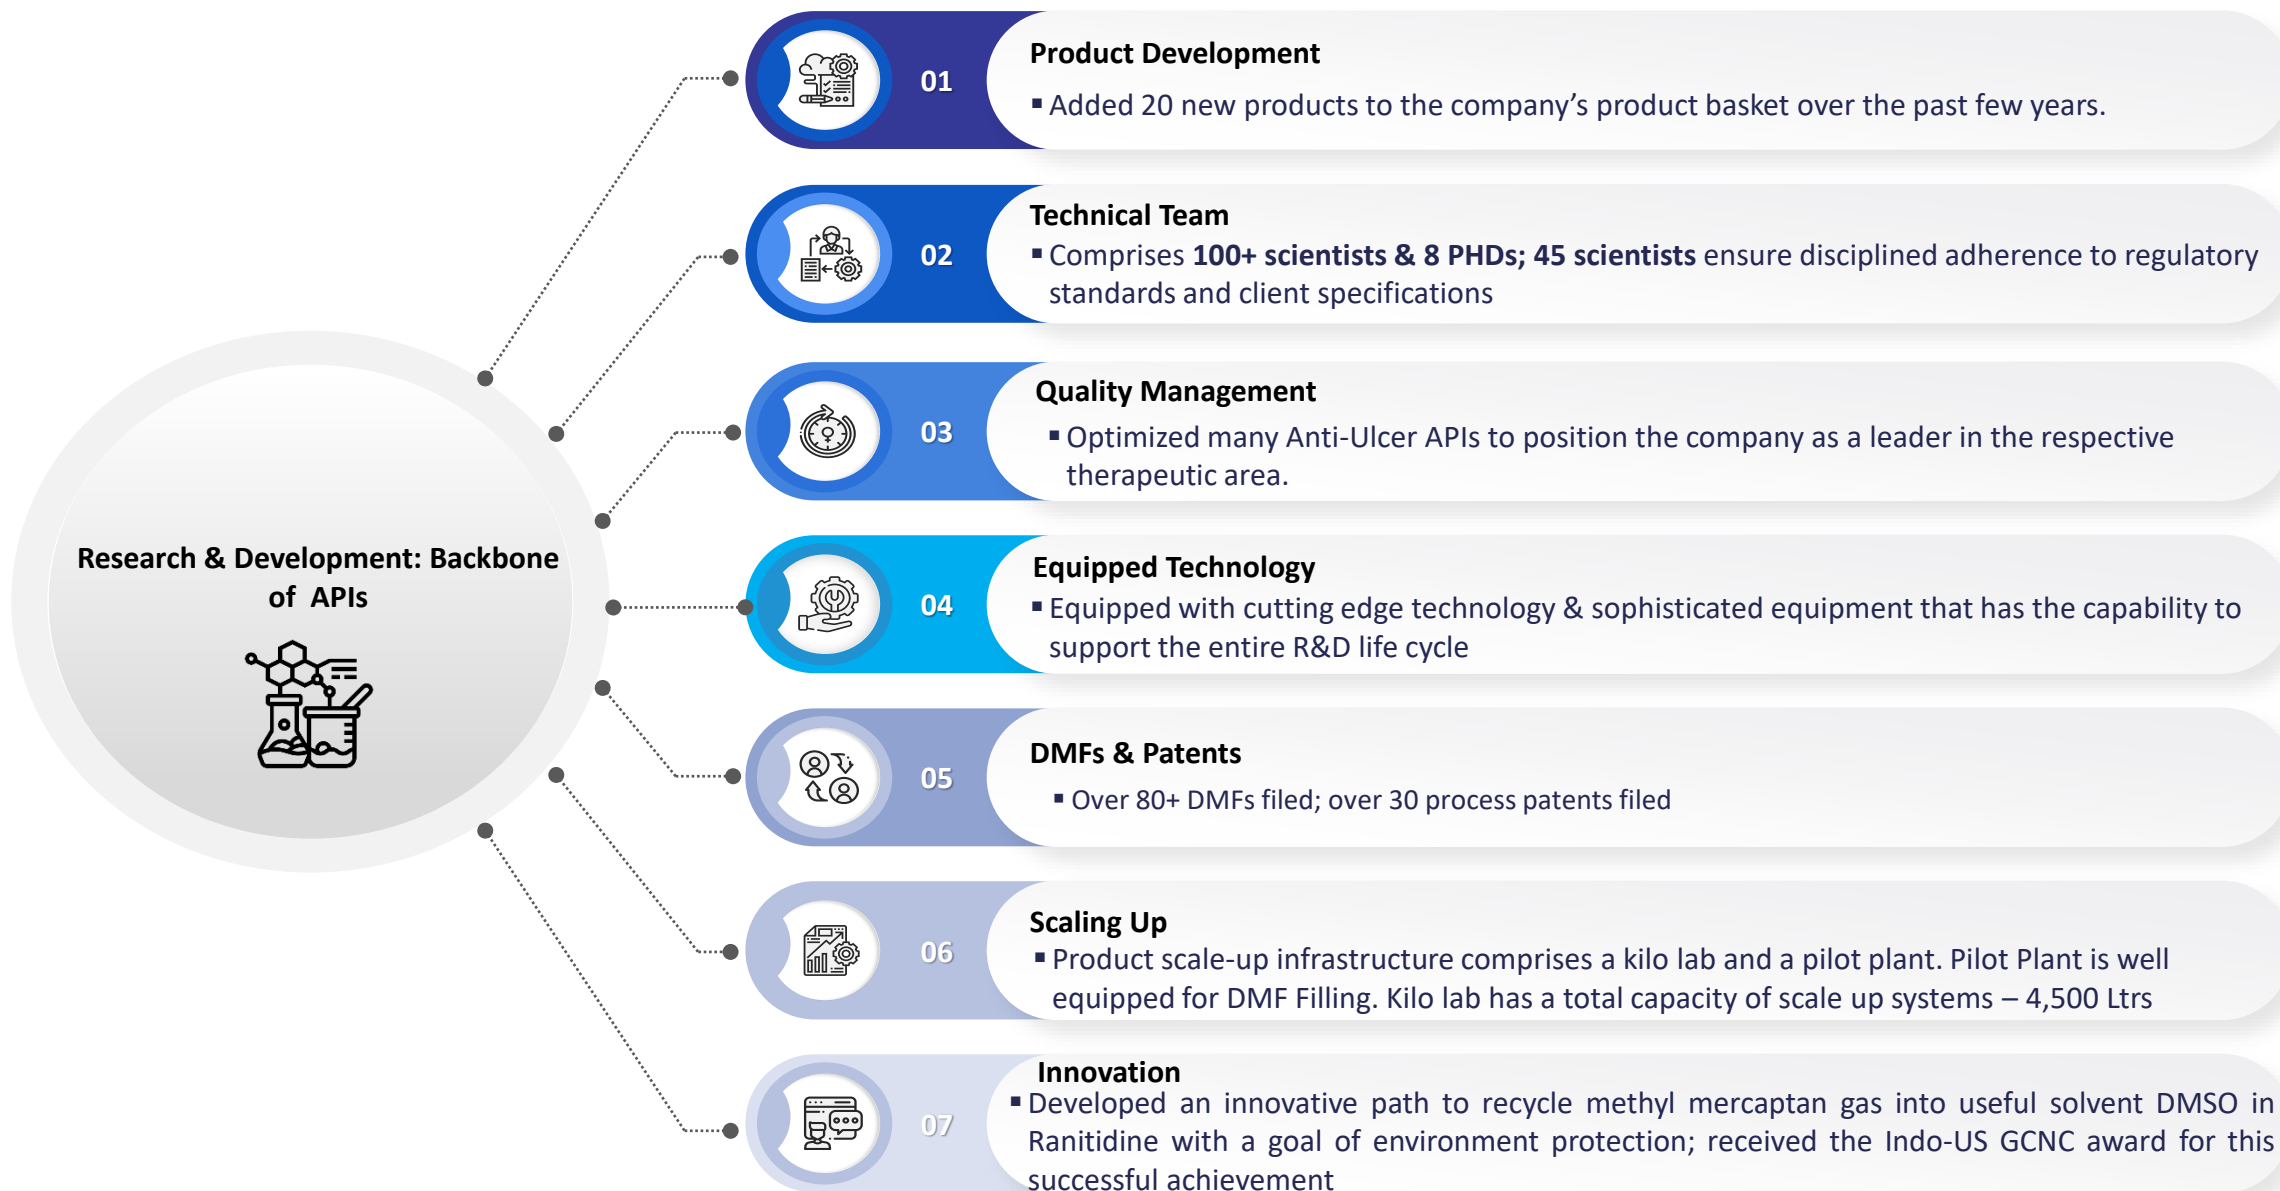 Research & Development: Backbone
of APIs
01
Product Development
▪ Added 20 new products to the company’s product basket over the past few years.
02
Technical Team
▪ Comprises 100+ scientists & 8 PHDs; 45 scientists ensure disciplined adherence to regulatory
standards and client specifications
03
Quality Management
▪ Optimized many Anti-Ulcer APIs to position the company as a leader in the respective
therapeutic area.
04
Equipped Technology
▪ Equipped with cutting edge technology & sophisticated equipment that has the capability to
support the entire R&D life cycle
05
DMFs & Patents
▪ Over 80+ DMFs filed; over 30 process patents filed
06
Scaling Up
▪ Product scale-up infrastructure comprises a kilo lab and a pilot plant. Pilot Plant is well
equipped for DMF Filling. Kilo lab has a total capacity of scale up systems – 4,500 Ltrs
07
Innovation
▪ Developed an innovative path to recycle methyl mercaptan gas into useful solvent DMSO in
Ranitidine with a goal of environment protection; received the Indo-US GCNC award for this
successful achievement